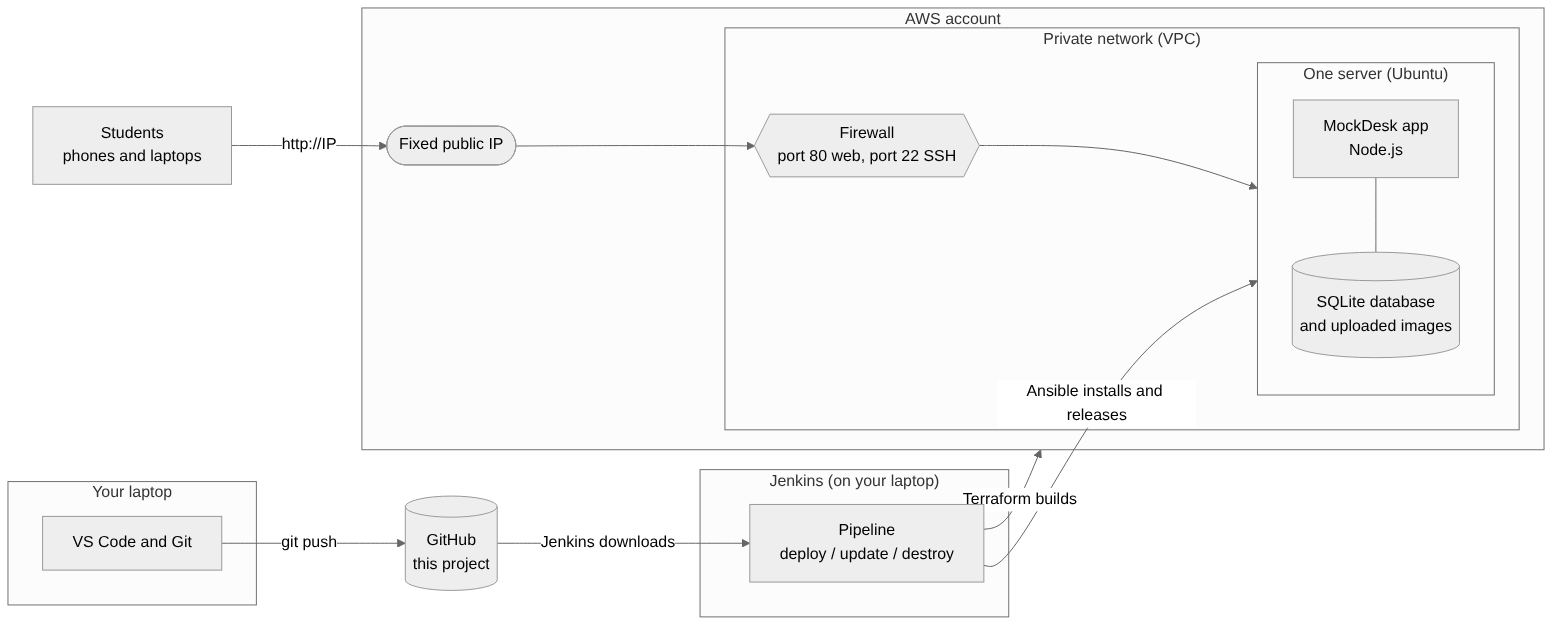 AWS account
Private network (VPC)
One server (Ubuntu)
Students
phones and laptops
http://IP
Fixed public IP
Firewall
port 80 web, port 22 SSH
MockDesk app
Node.js
SQLite database
and uploaded images
Ansible installs and
releases
Your laptop
VS Code and Git
git push
GitHub
this project
Jenkins downloads
Jenkins (on your laptop)
Pipeline
deploy / update / destroy
Terraform builds